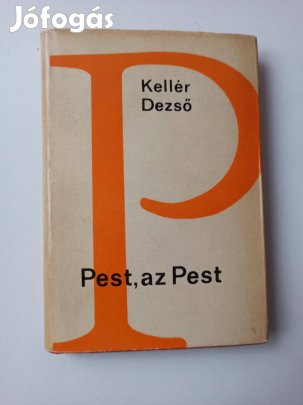 Jófogás
P
Kellér
Dezső
Pest, az Pest